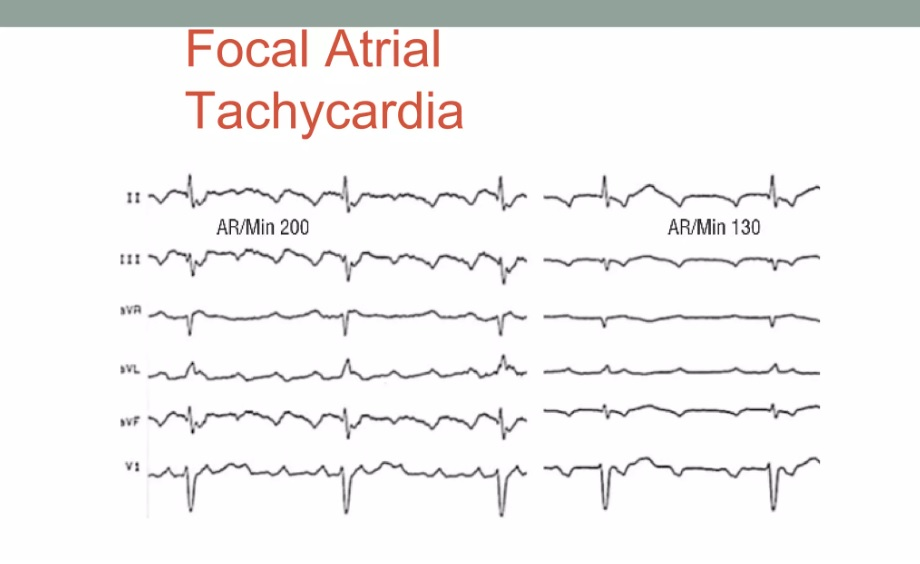 Focal Atrial
Tachycardia
II
AR/Min 200
AR/Min 130
III
aVR
aVL
aVF
V1